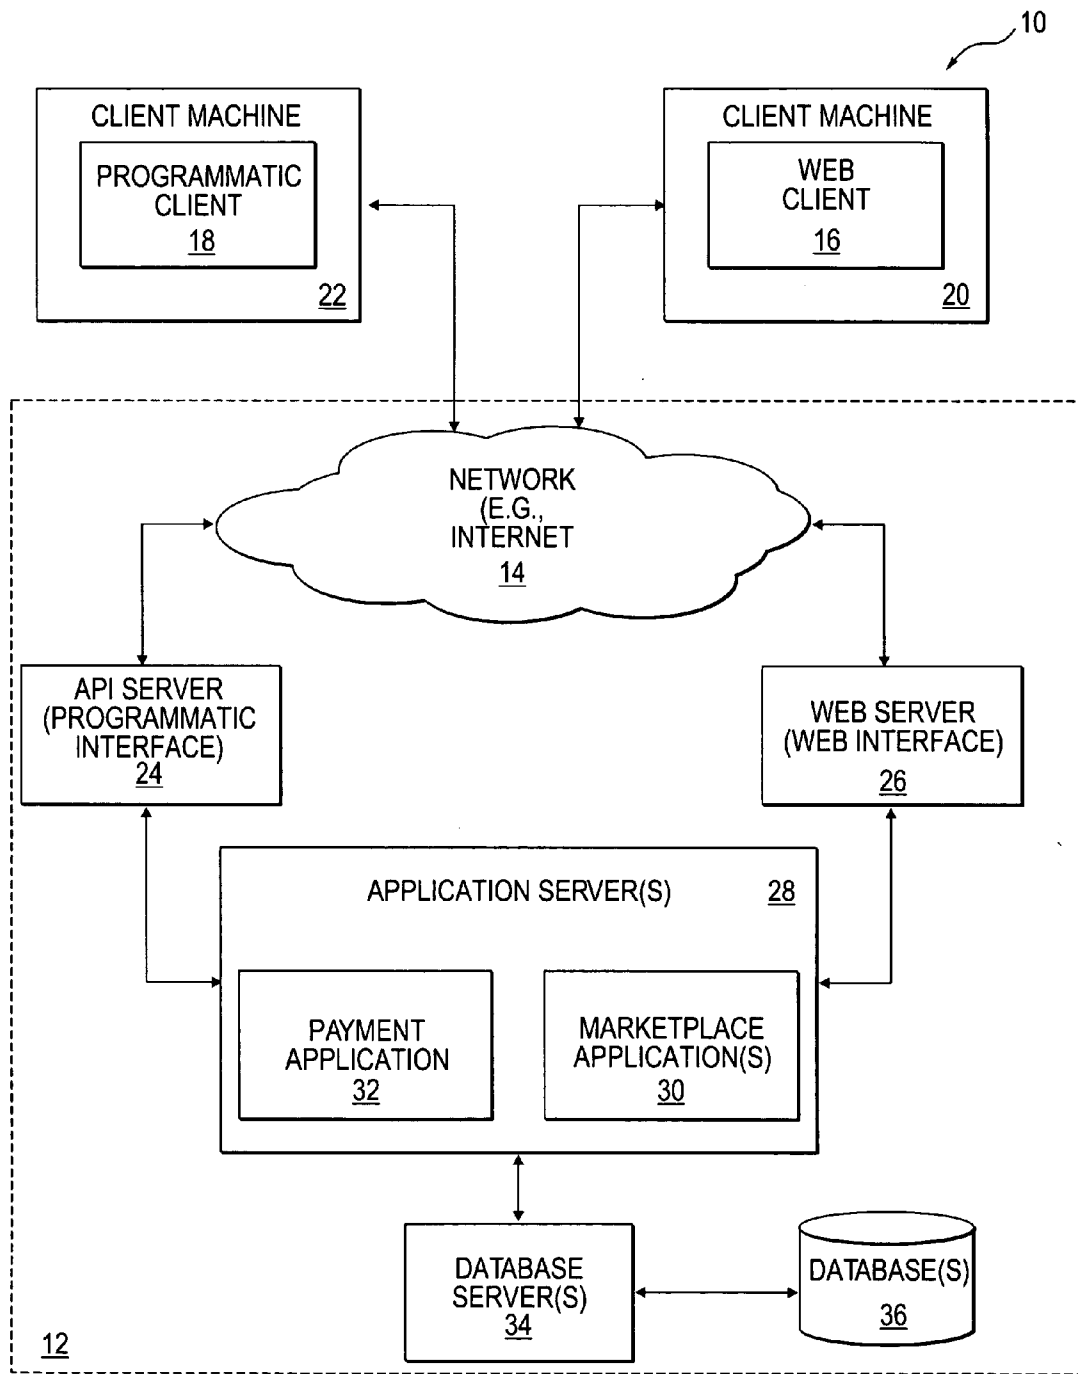 10
CLIENT MACHINE
PROGRAMMATIC
CLIENT
18
22
CLIENT MACHINE
WEB
CLIENT
16
20
NETWORK
(E.G.,
INTERNET
14
API SERVER
(PROGRAMMATIC
INTERFACE)
24
WEB SERVER
(WEB INTERFACE)
26
APPLICATION SERVER(S)
28
PAYMENT
APPLICATION
32
MARKETPLACE
APPLICATION(S)
30
DATABASE
SERVER(S)
34
DATABASE(S)
36
12